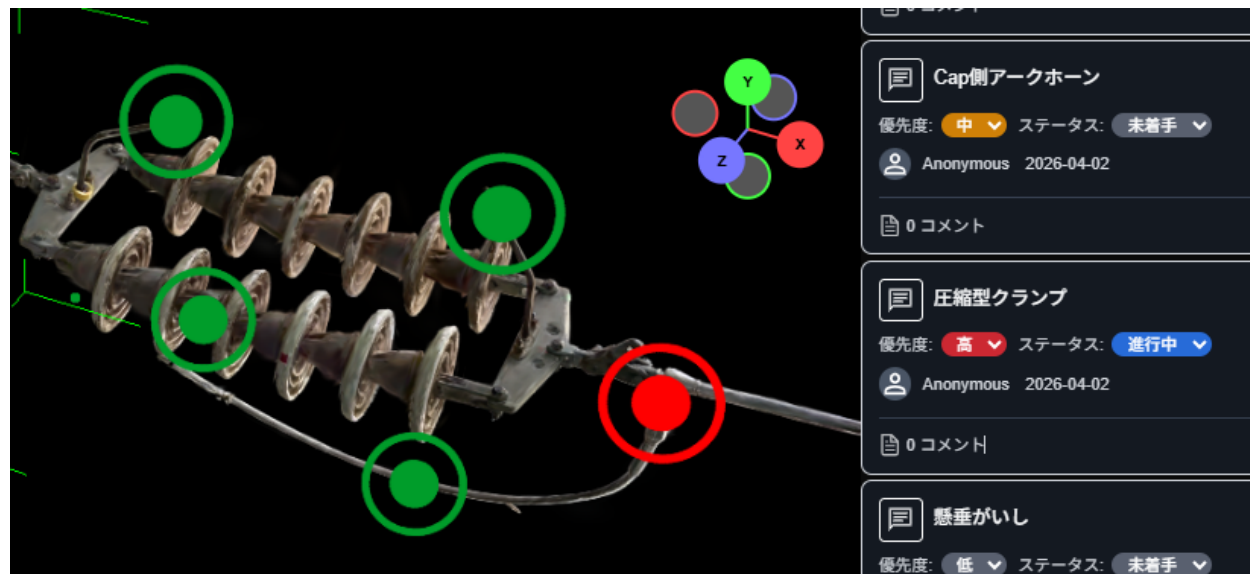 Y
X
Z
Cap側アークホーン
優先度: 中 ステータス: 未着手
Anonymous 2026-04-02
0 コメント
圧縮型クランプ
優先度: 高 ステータス: 進行中
Anonymous 2026-04-02
0 コメント
懸垂がいし
優先度: 低 ステータス: 未着手